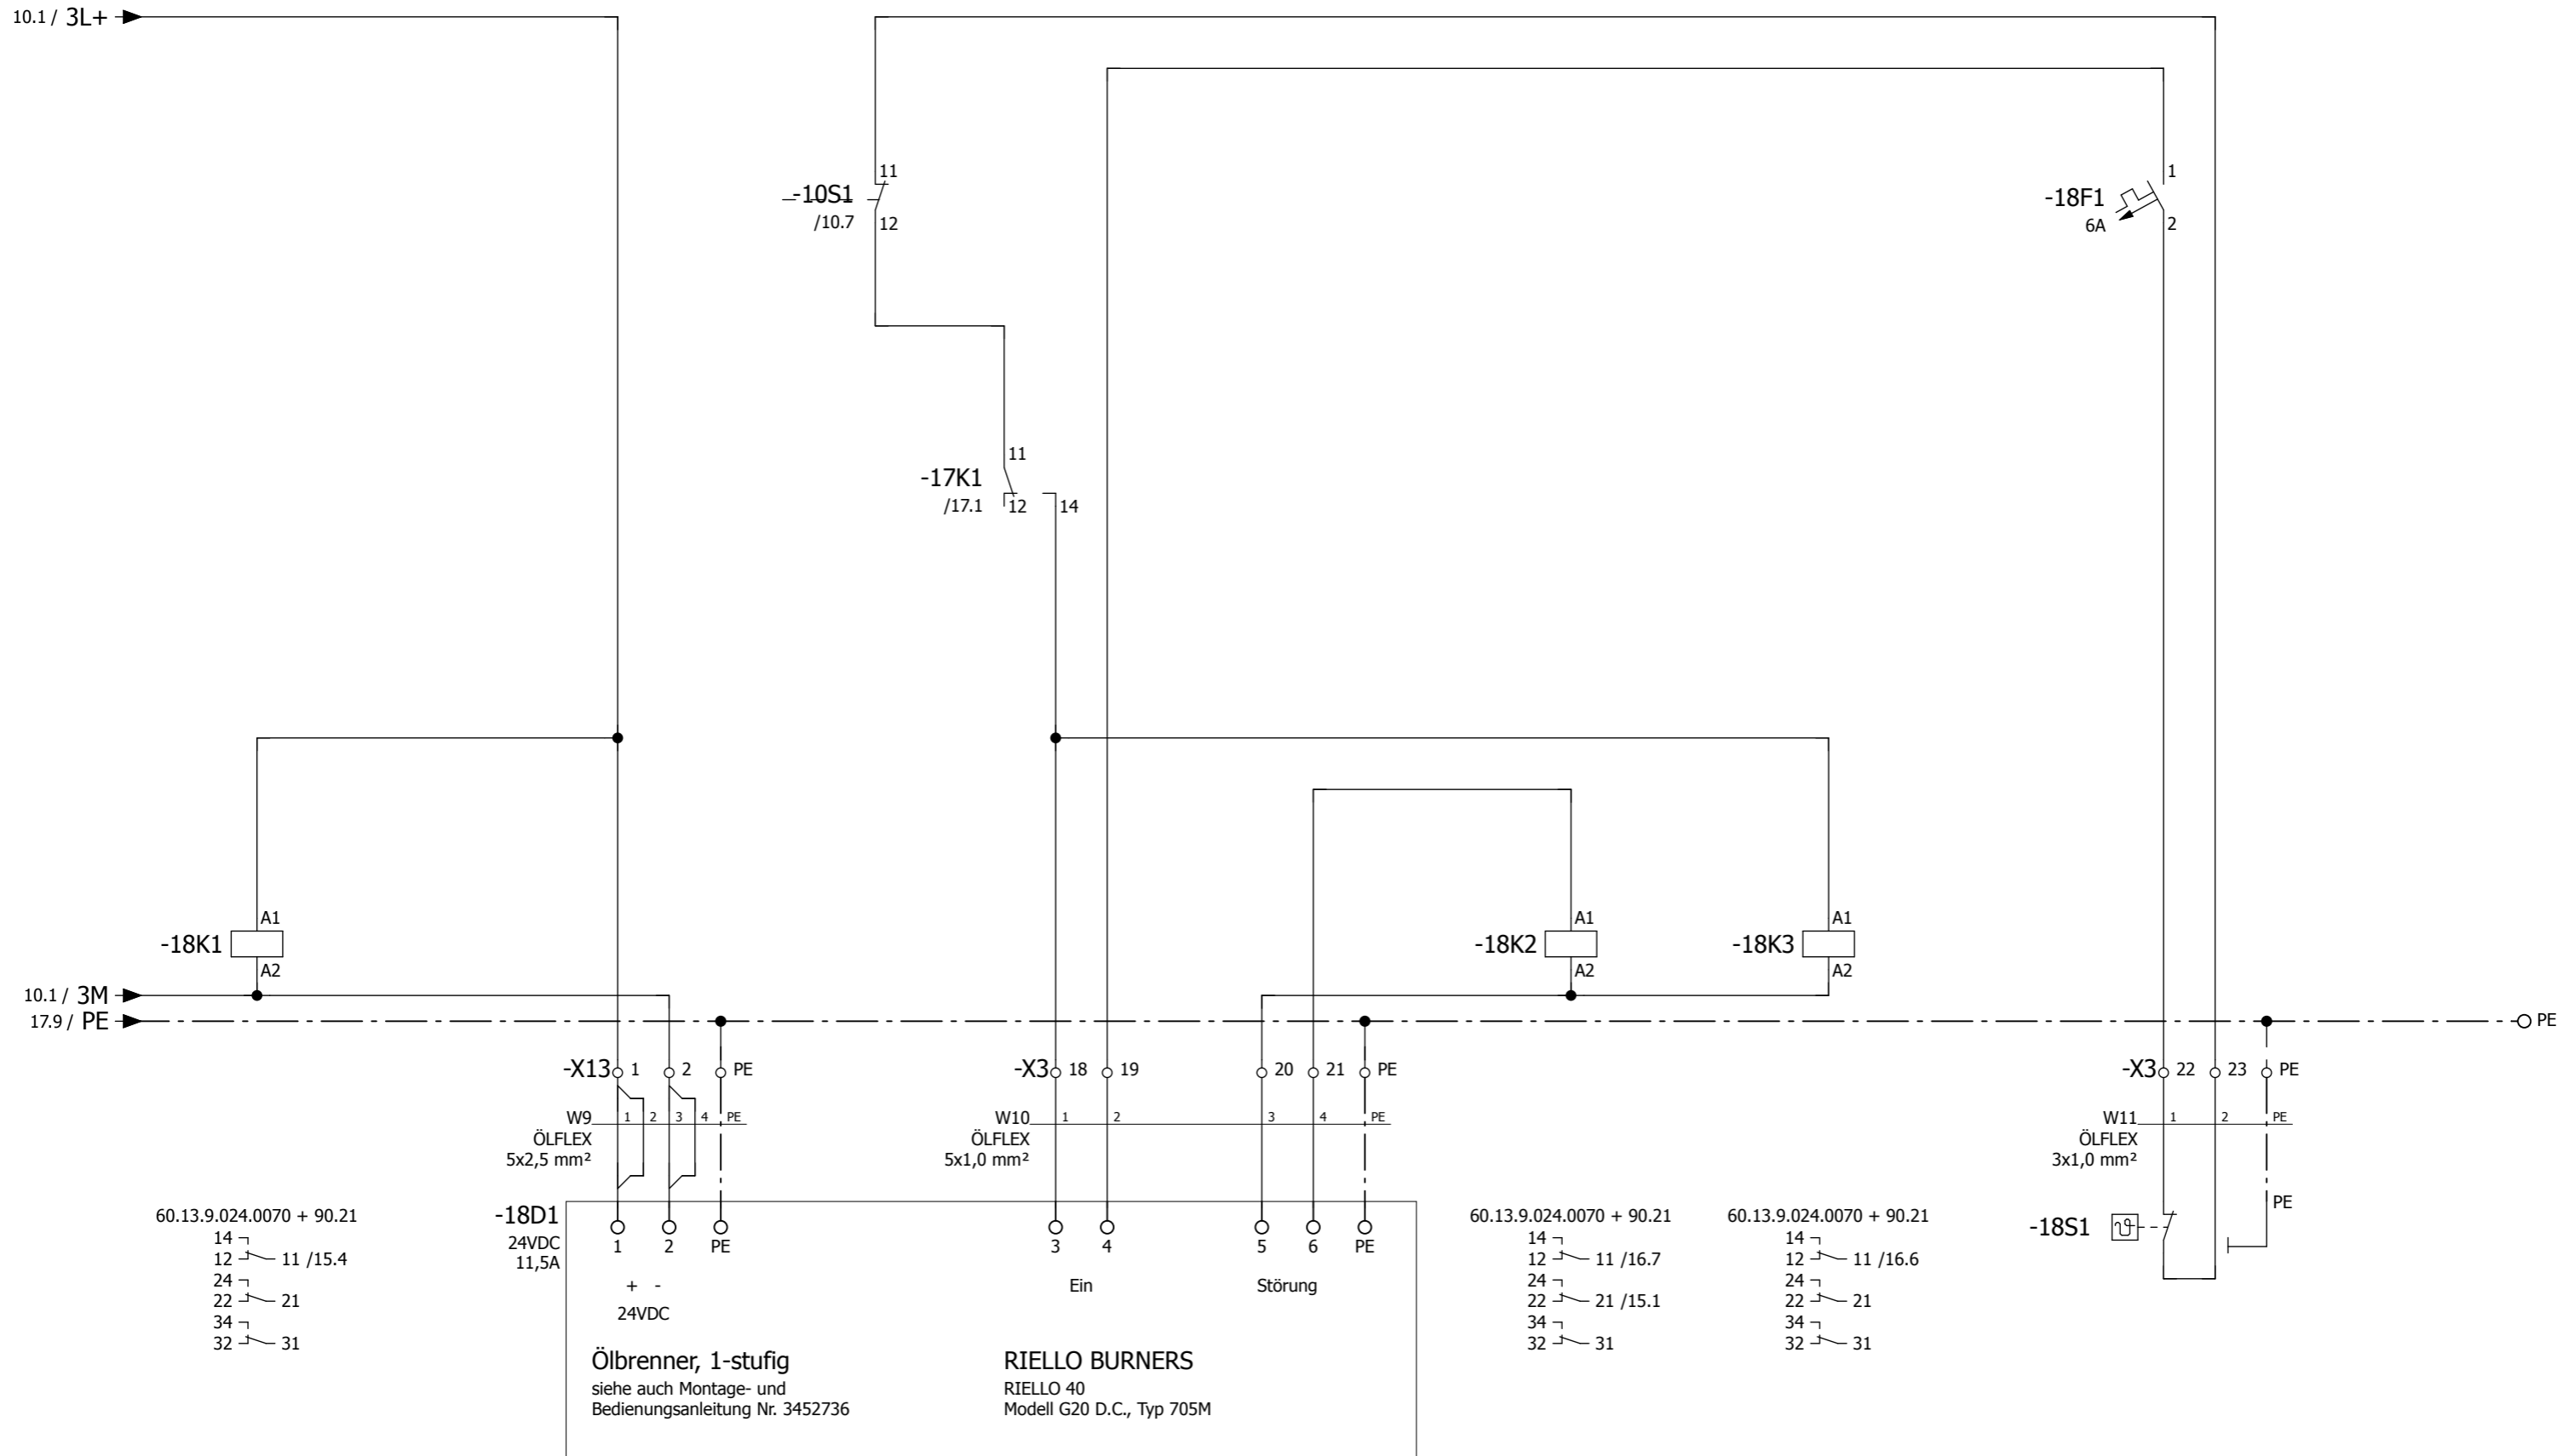 10.1 / 3L+
-10S1
/10.7
11
12
-18F1
6A
1
2
-17K1
/17.1
11
12
14
-18K1
A1
A2
-18K2
A1
A2
-18K3
A1
A2
10.1 / 3M
17.9 / PE
PE
-X13 1 2 PE
-X3 18 19 20 21 PE
-X3 22 23 PE
W9 1 2 3 4 PE
ÖLFLEX
5x2,5 mm²
W10 1 2 3 4 PE
ÖLFLEX
5x1,0 mm²
W11 1 2 PE
ÖLFLEX
3x1,0 mm²
PE
60.13.9.024.0070 + 90.21
14
12 11 /15.4
24
22 21
34
32 31
-18D1
24VDC
11,5A
1 2 PE 3 4 5 6 PE
+ -
24VDC
Ein
Störung
Ölbrenner, 1-stufig
siehe auch Montage- und
Bedienungsanleitung Nr. 3452736
RIELLO BURNERS
RIELLO 40
Modell G20 D.C., Typ 705M
60.13.9.024.0070 + 90.21
14
12 11 /16.7
24
22 21 /15.1
34
32 31
60.13.9.024.0070 + 90.21
14
12 11 /16.6
24
22 21
34
32 31
-18S1 ϑ